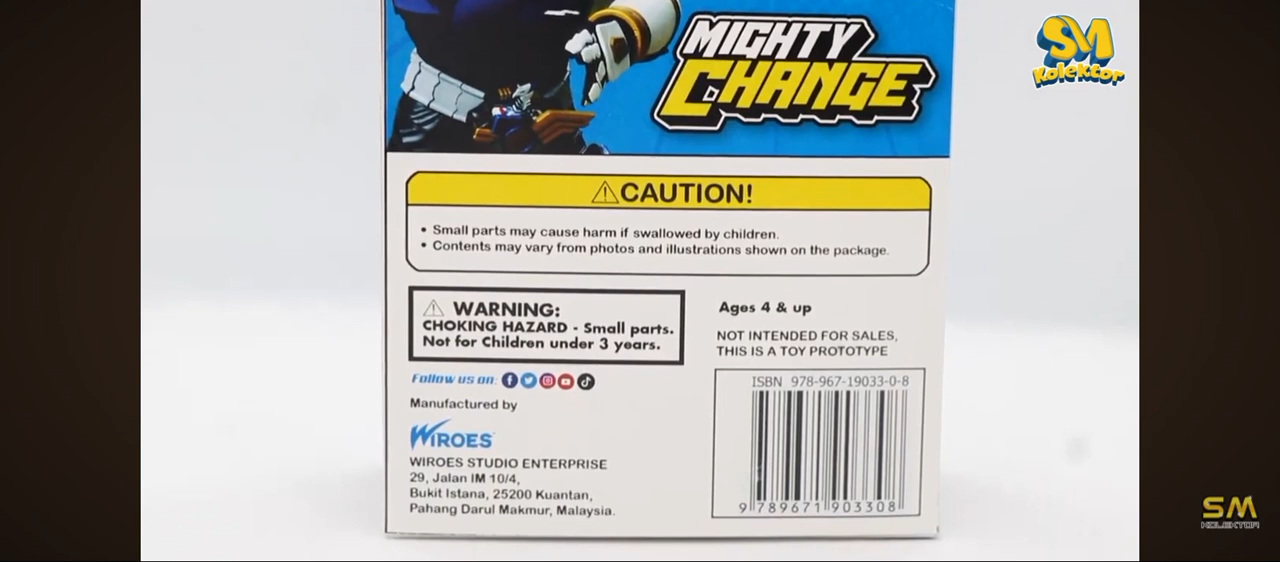 MIGHTY
CHANGE
SM
Kolektor
⚠CAUTION!
• Small parts may cause harm if swallowed by children.
• Contents may vary from photos and illustrations shown on the package.
⚠ WARNING:
CHOKING HAZARD - Small parts.
Not for Children under 3 years.
Ages 4 & up
NOT INTENDED FOR SALES,
THIS IS A TOY PROTOTYPE
Follow us on:
Manufactured by
WIROES
WIROES STUDIO ENTERPRISE
29, Jalan IM 10/4,
Bukit Istana, 25200 Kuantan,
Pahang Darul Makmur, Malaysia.
ISBN 978-967-19033-0-8
9 789671 903308
SM
KOLEKTOR